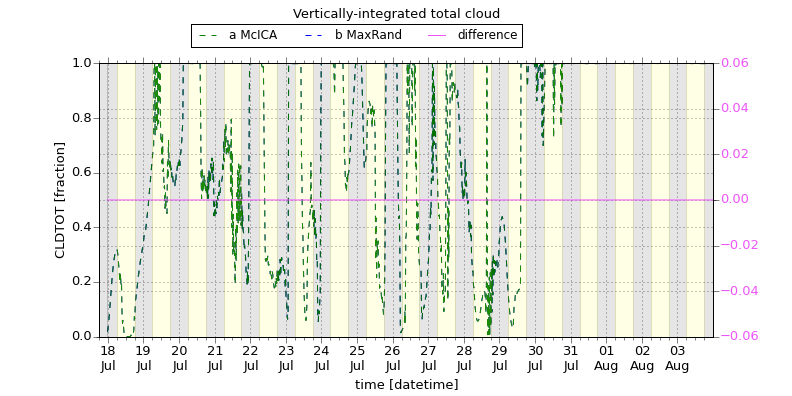 Vertically-integrated total cloud
a McICA b MaxRand difference
CLDTOT [fraction]
1.0
0.8
0.6
0.4
0.2
0.0
0.06
0.04
0.02
0.00
−0.02
−0.04
−0.06
18 19 20 21 22 23 24 25 26 27 28 29 30 31 01 02 03
Jul Jul Jul Jul Jul Jul Jul Jul Jul Jul Jul Jul Jul Jul Aug Aug Aug
time [datetime]